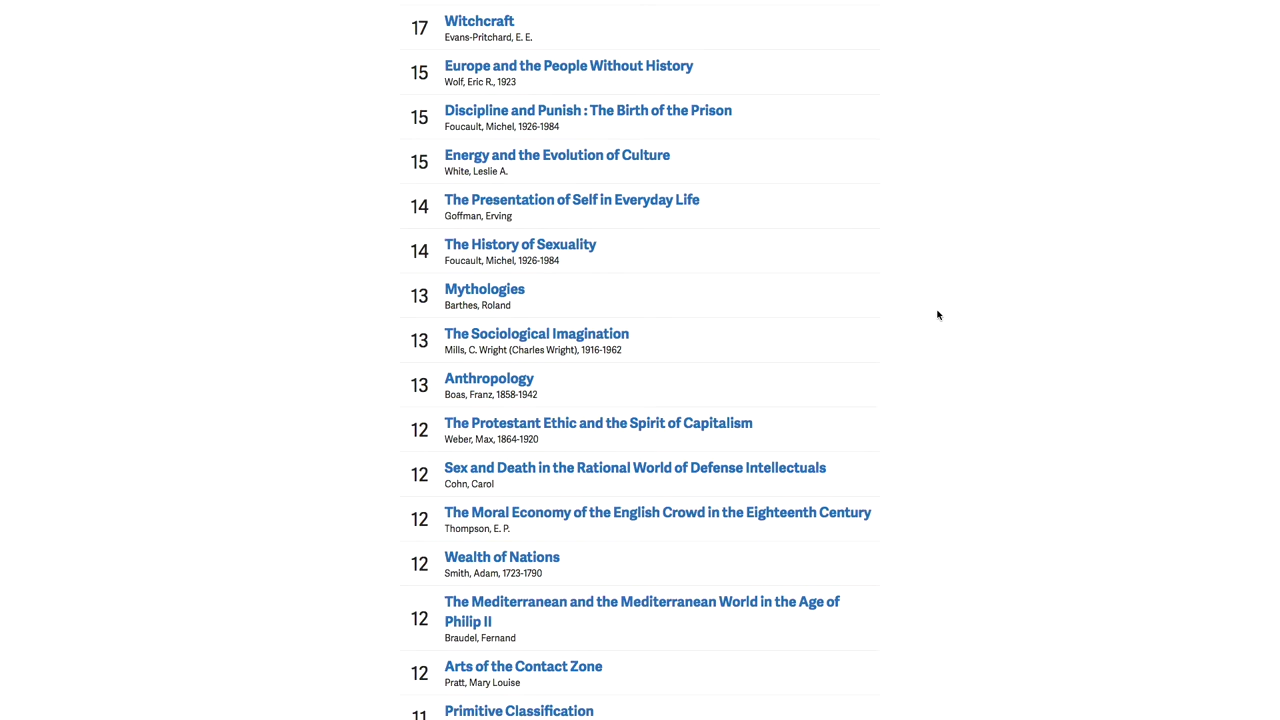 17
Witchcraft
Evans-Pritchard, E. E.
15
Europe and the People Without History
Wolf, Eric R., 1923
15
Discipline and Punish : The Birth of the Prison
Foucault, Michel, 1926-1984
15
Energy and the Evolution of Culture
White, Leslie A.
14
The Presentation of Self in Everyday Life
Goffman, Erving
14
The History of Sexuality
Foucault, Michel, 1926-1984
13
Mythologies
Barthes, Roland
13
The Sociological Imagination
Mills, C. Wright (Charles Wright), 1916-1962
13
Anthropology
Boas, Franz, 1858-1942
12
The Protestant Ethic and the Spirit of Capitalism
Weber, Max, 1864-1920
12
Sex and Death in the Rational World of Defense Intellectuals
Cohn, Carol
12
The Moral Economy of the English Crowd in the Eighteenth Century
Thompson, E. P.
12
Wealth of Nations
Smith, Adam, 1723-1790
12
The Mediterranean and the Mediterranean World in the Age of
Philip II
Braudel, Fernand
12
Arts of the Contact Zone
Pratt, Mary Louise
11
Primitive Classification